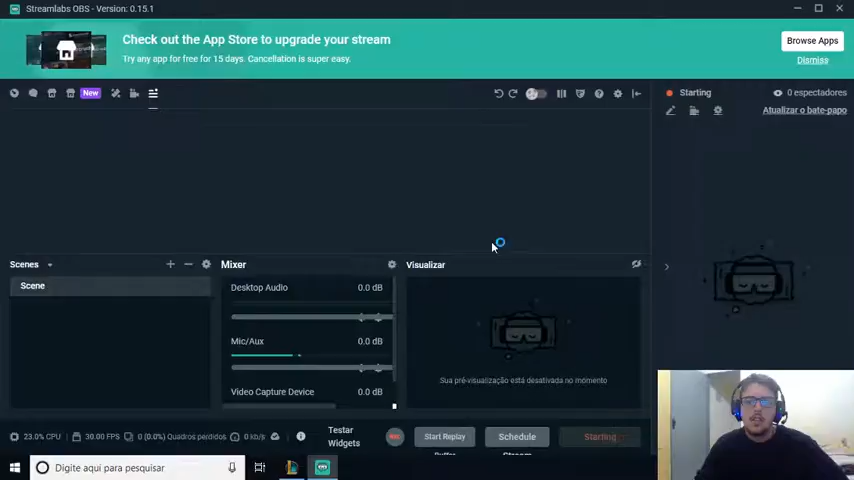 Streamlabs OBS - Version: 0.15.1
Check out the App Store to upgrade your stream
Try any app for free for 15 days. Cancellation is super easy.
Browse Apps
Dismiss
New
Starting
0 espectadores
Atualizar o bate-papo
Scenes
Mixer
Visualizar
Scene
Desktop Audio 0.0 dB
Mic/Aux 0.0 dB
Video Capture Device 0.0 dB
Sua pré-visualização está desativada no momento
23.0% CPU
30.00 FPS
0 (0.0%) Quadros perdidos
0 kb/s
Testar
Widgets
REC
Start Replay
Buffer
Schedule
Stream
Starting
Digite aqui para pesquisar